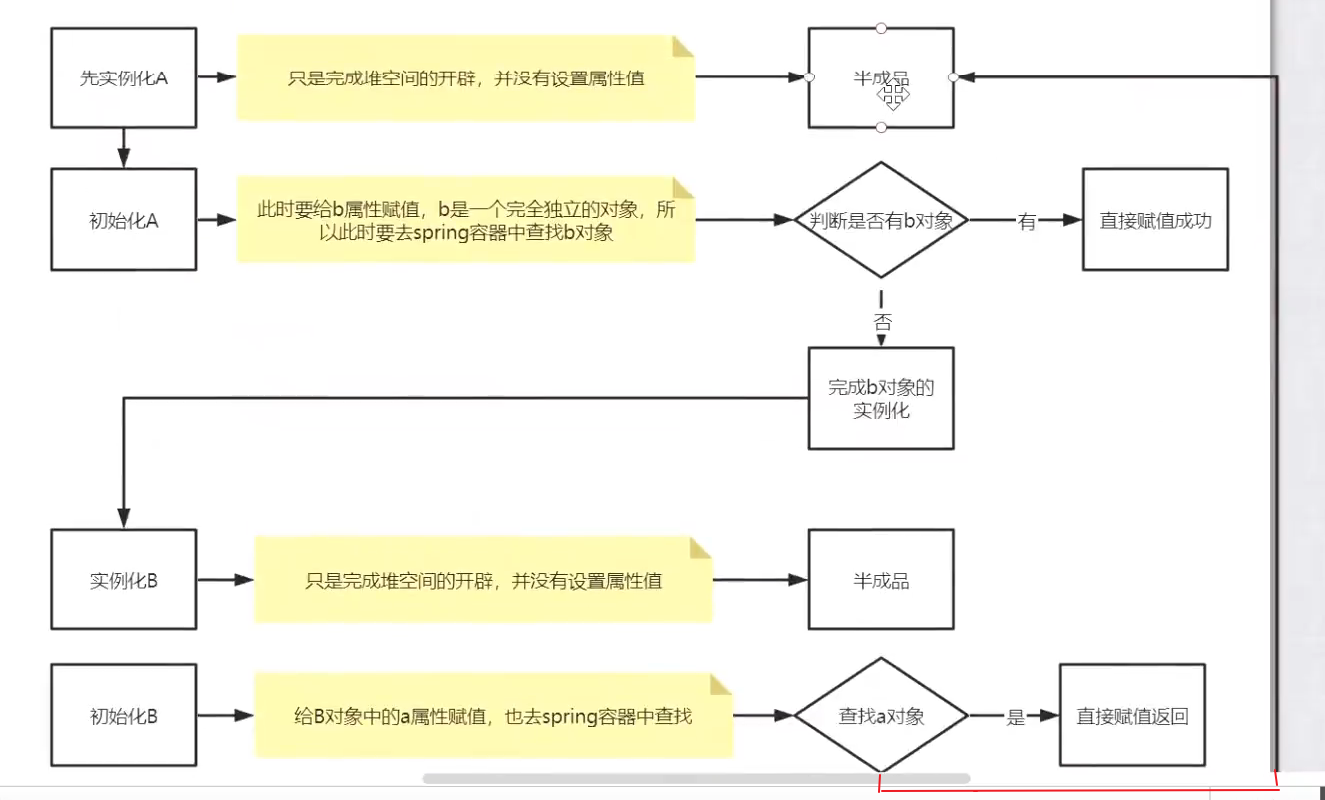 先实例化A
只是完成堆空间的开辟，并没有设置属性值
半成品
初始化A
此时要给b属性赋值，b是一个完全独立的对象，所
以此时要去spring容器中查找b对象
判断是否有b对象
有
直接赋值成功
否
完成b对象的
实例化
实例化B
只是完成堆空间的开辟，并没有设置属性值
半成品
初始化B
给B对象中的a属性赋值，也去spring容器中查找
查找a对象
是
直接赋值返回